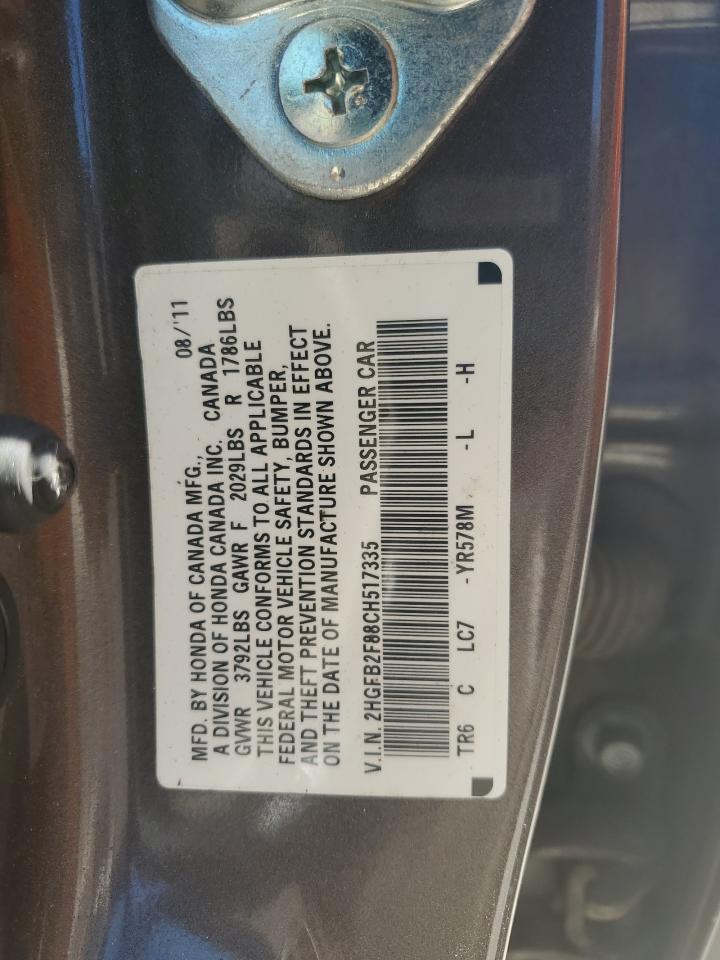 MFD. BY HONDA OF CANADA MFG., 08/'11
A DIVISION OF HONDA CANADA INC. CANADA
GVWR 3792LBS GAWR F 2029LBS R 1786LBS
THIS VEHICLE CONFORMS TO ALL APPLICABLE
FEDERAL MOTOR VEHICLE SAFETY, BUMPER,
AND THEFT PREVENTION STANDARDS IN EFFECT
ON THE DATE OF MANUFACTURE SHOWN ABOVE.
V.I.N. 2HGFB2F88CH517335 PASSENGER CAR
TR6 C LC7 -YR578M -L -H